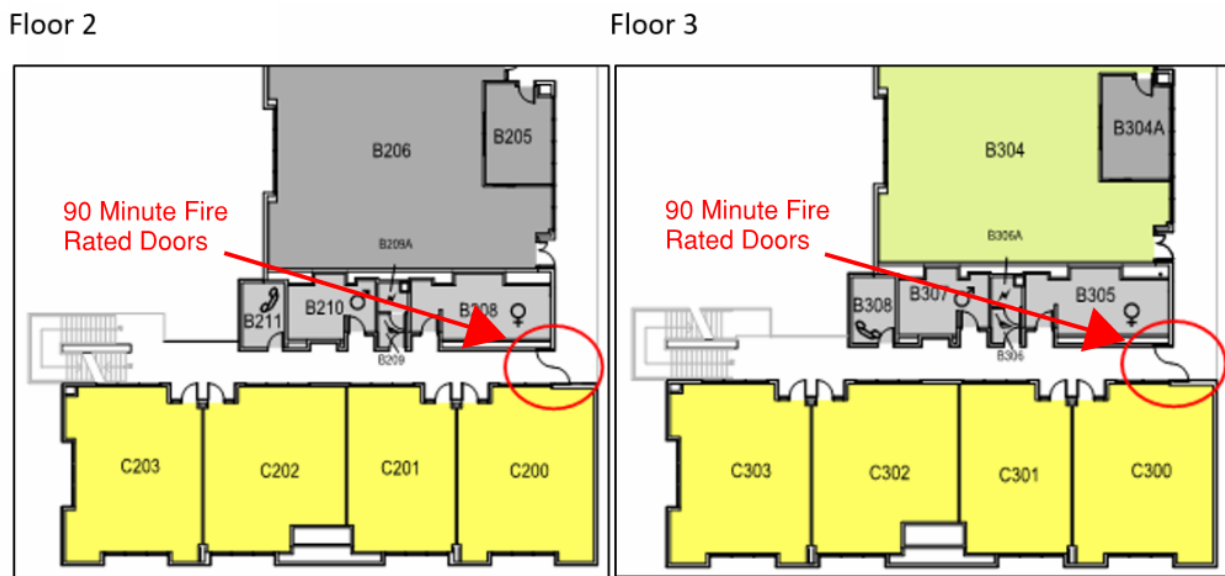 Floor 2
Floor 3
B205
B206
90 Minute Fire
Rated Doors
B209A
B210
B208
B211
B209
C203
C202
C201
C200
B304A
B304
90 Minute Fire
Rated Doors
B306A
B307
B305
B308
B306
C303
C302
C301
C300